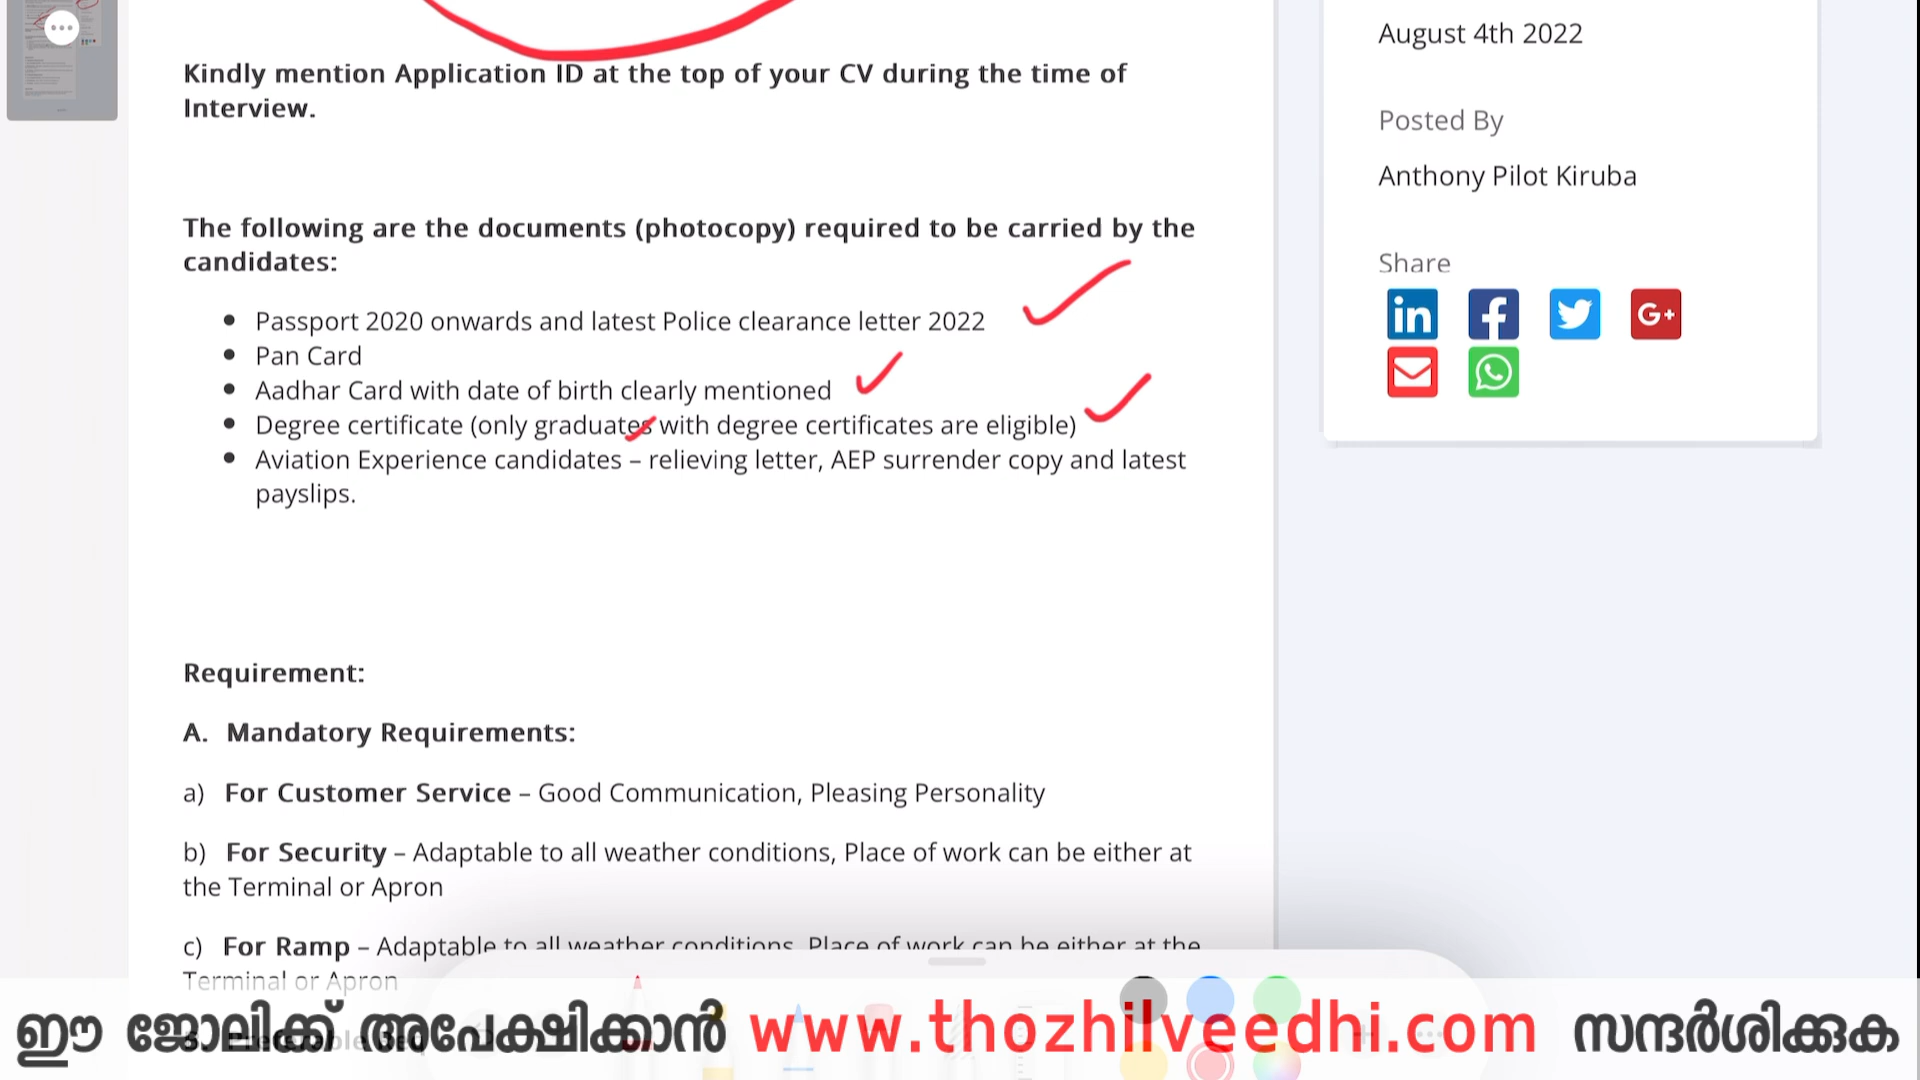 August 4th 2022
Kindly mention Application ID at the top of your CV during the time of
Interview.
Posted By
Anthony Pilot Kiruba
The following are the documents (photocopy) required to be carried by the
candidates:
Share
Passport 2020 onwards and latest Police clearance letter 2022
Pan Card
Aadhar Card with date of birth clearly mentioned
Degree certificate (only graduates with degree certificates are eligible)
Aviation Experience candidates – relieving letter, AEP surrender copy and latest
payslips.
Requirement:
A. Mandatory Requirements:
a) For Customer Service – Good Communication, Pleasing Personality
b) For Security – Adaptable to all weather conditions, Place of work can be either at
the Terminal or Apron
c) For Ramp – Adaptable to all weather conditions, Place of work can be either at the
Terminal or Apron
ഈ ജോലിക്ക് അപേക്ഷിക്കാൻ www.thozhilveedhi.com സന്ദർശിക്കുക